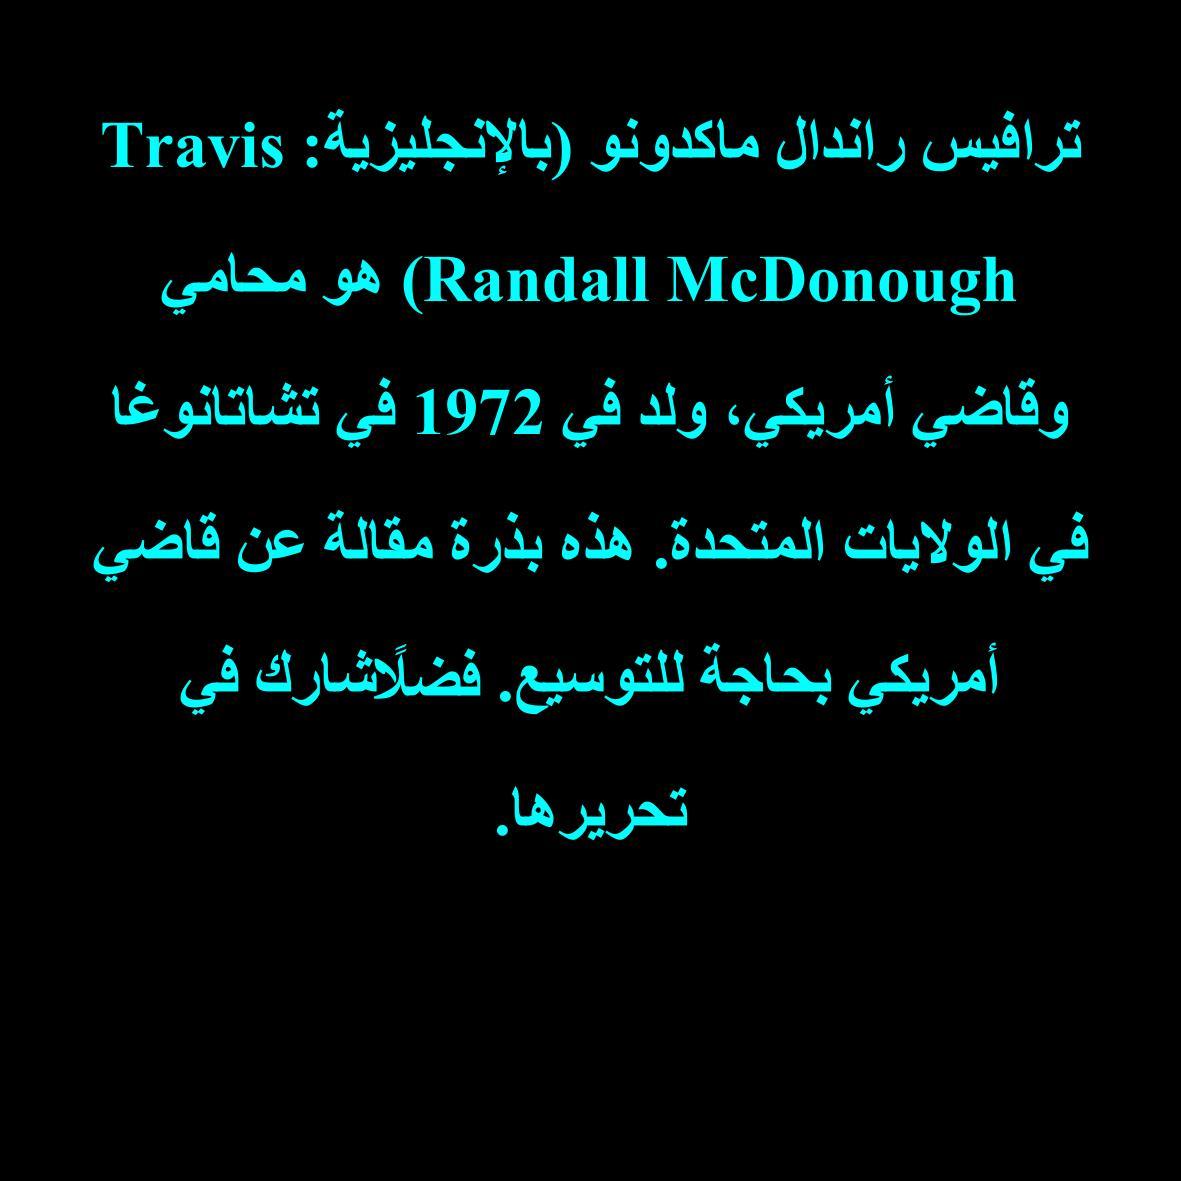 ترافيس راندال ماكدونو (بالإنجليزية: Travis
Randall McDonough) هو محامي
وقاضي أمريكي، ولد في 1972 في تشاتانوغا
في الولايات المتحدة. هذه بذرة مقالة عن قاضي
أمريكي بحاجة للتوسيع. فضلًاشارك في
تحريرها.